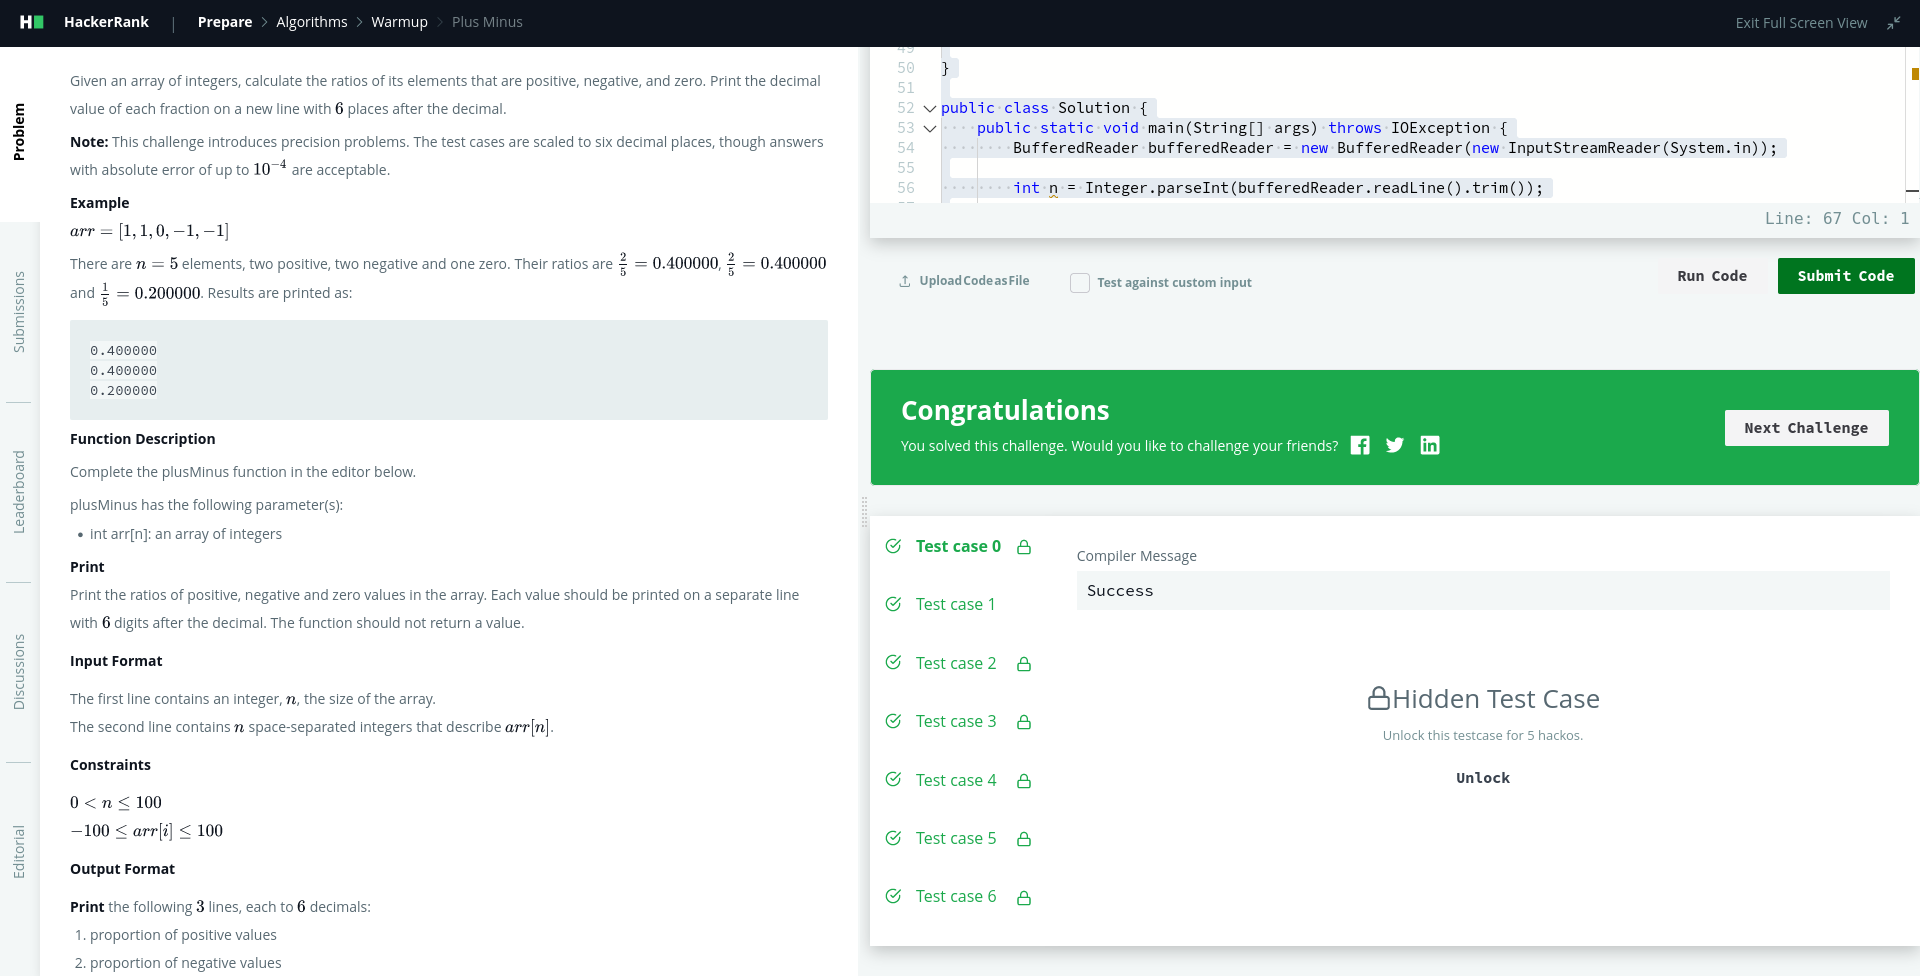 HackerRank | Prepare > Algorithms > Warmup > Plus Minus
Exit Full Screen View
Problem
Submissions
Leaderboard
Discussions
Editorial
Given an array of integers, calculate the ratios of its elements that are positive, negative, and zero. Print the decimal
value of each fraction on a new line with 6 places after the decimal.
Note: This challenge introduces precision problems. The test cases are scaled to six decimal places, though answers
with absolute error of up to 10⁻⁴ are acceptable.
Example
arr = [1, 1, 0, −1, −1]
There are n = 5 elements, two positive, two negative and one zero. Their ratios are 2/5 = 0.400000, 2/5 = 0.400000
and 1/5 = 0.200000. Results are printed as:
0.400000
0.400000
0.200000
Function Description
Complete the plusMinus function in the editor below.
plusMinus has the following parameter(s):
• int arr[n]: an array of integers
Print
Print the ratios of positive, negative and zero values in the array. Each value should be printed on a separate line
with 6 digits after the decimal. The function should not return a value.
Input Format
The first line contains an integer, n, the size of the array.
The second line contains n space-separated integers that describe arr[n].
Constraints
0 < n ≤ 100
−100 ≤ arr[i] ≤ 100
Output Format
Print the following 3 lines, each to 6 decimals:
1. proportion of positive values
2. proportion of negative values
49
50 }
51
52 public class Solution {
53 public static void main(String[] args) throws IOException {
54 BufferedReader bufferedReader = new BufferedReader(new InputStreamReader(System.in));
55
56 int n = Integer.parseInt(bufferedReader.readLine().trim());
Line: 67 Col: 1
Upload Code as File
Test against custom input
Run Code
Submit Code
Congratulations
You solved this challenge. Would you like to challenge your friends?
Next Challenge
Test case 0
Test case 1
Test case 2
Test case 3
Test case 4
Test case 5
Test case 6
Compiler Message
Success
Hidden Test Case
Unlock this testcase for 5 hackos.
Unlock